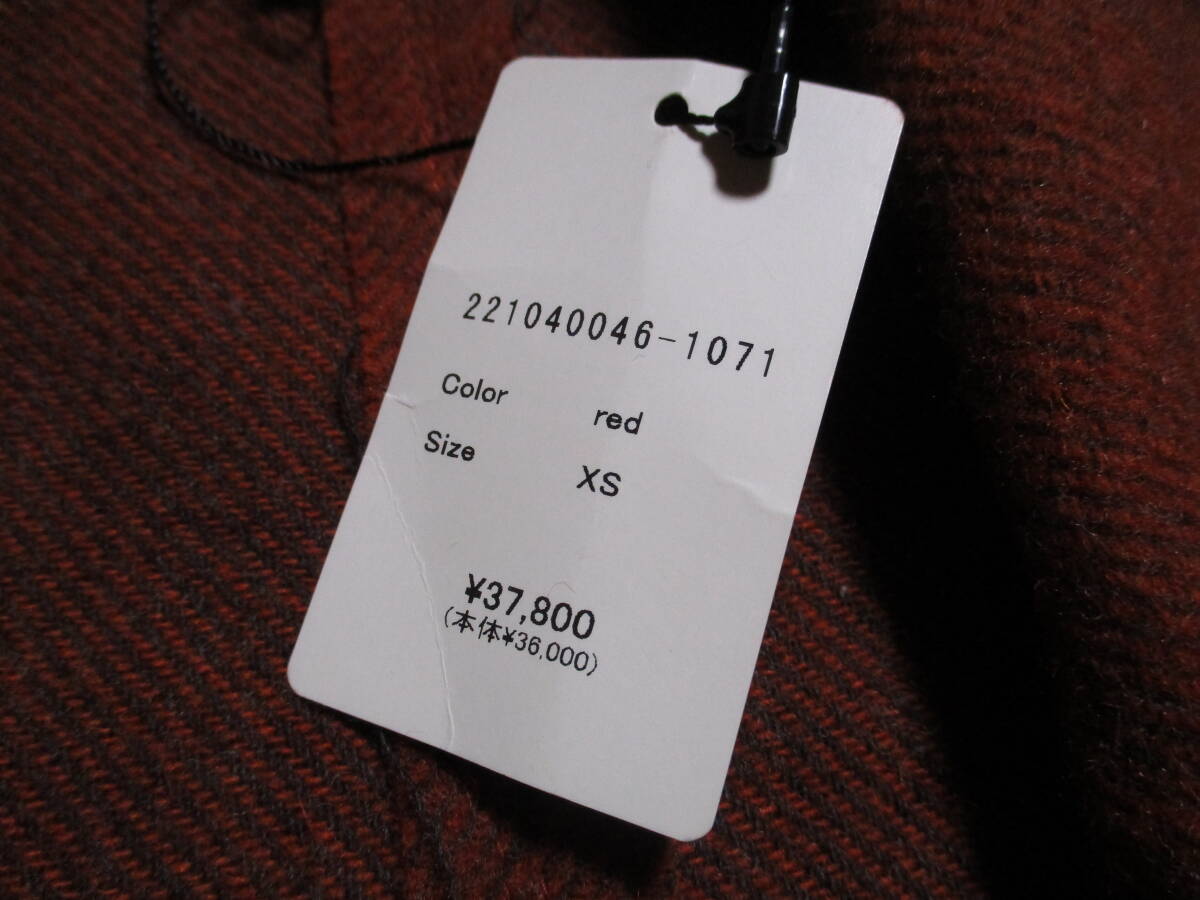 221040046-1071
Color red
Size XS
¥37,800
(本体¥36,000)